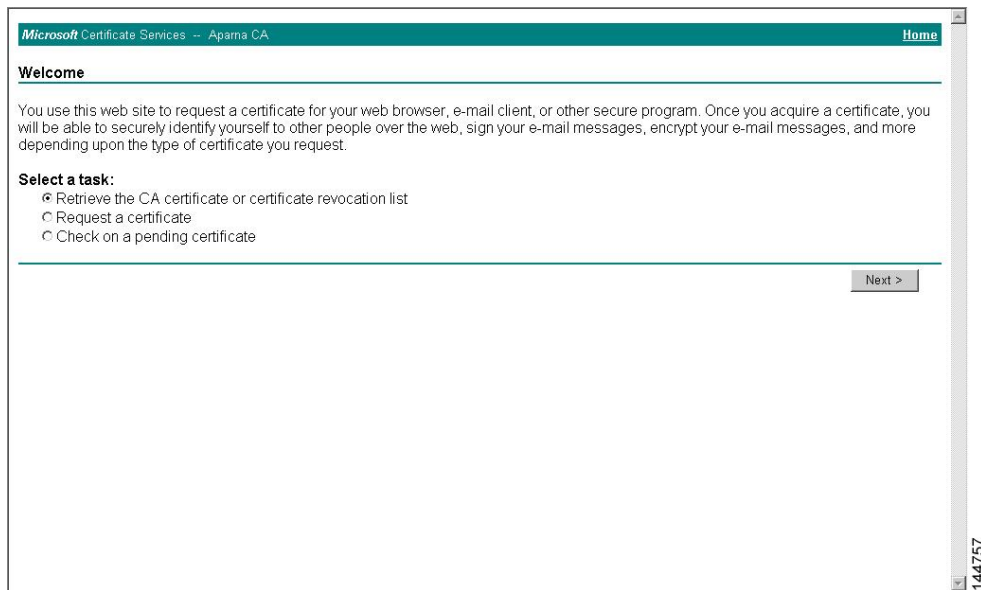 Microsoft Certificate Services -- Aparna CA Home
Welcome
You use this web site to request a certificate for your web browser, e-mail client, or other secure program. Once you acquire a certificate, you
will be able to securely identify yourself to other people over the web, sign your e-mail messages, encrypt your e-mail messages, and more
depending upon the type of certificate you request.
Select a task:
Retrieve the CA certificate or certificate revocation list
Request a certificate
Check on a pending certificate
Next >
144757